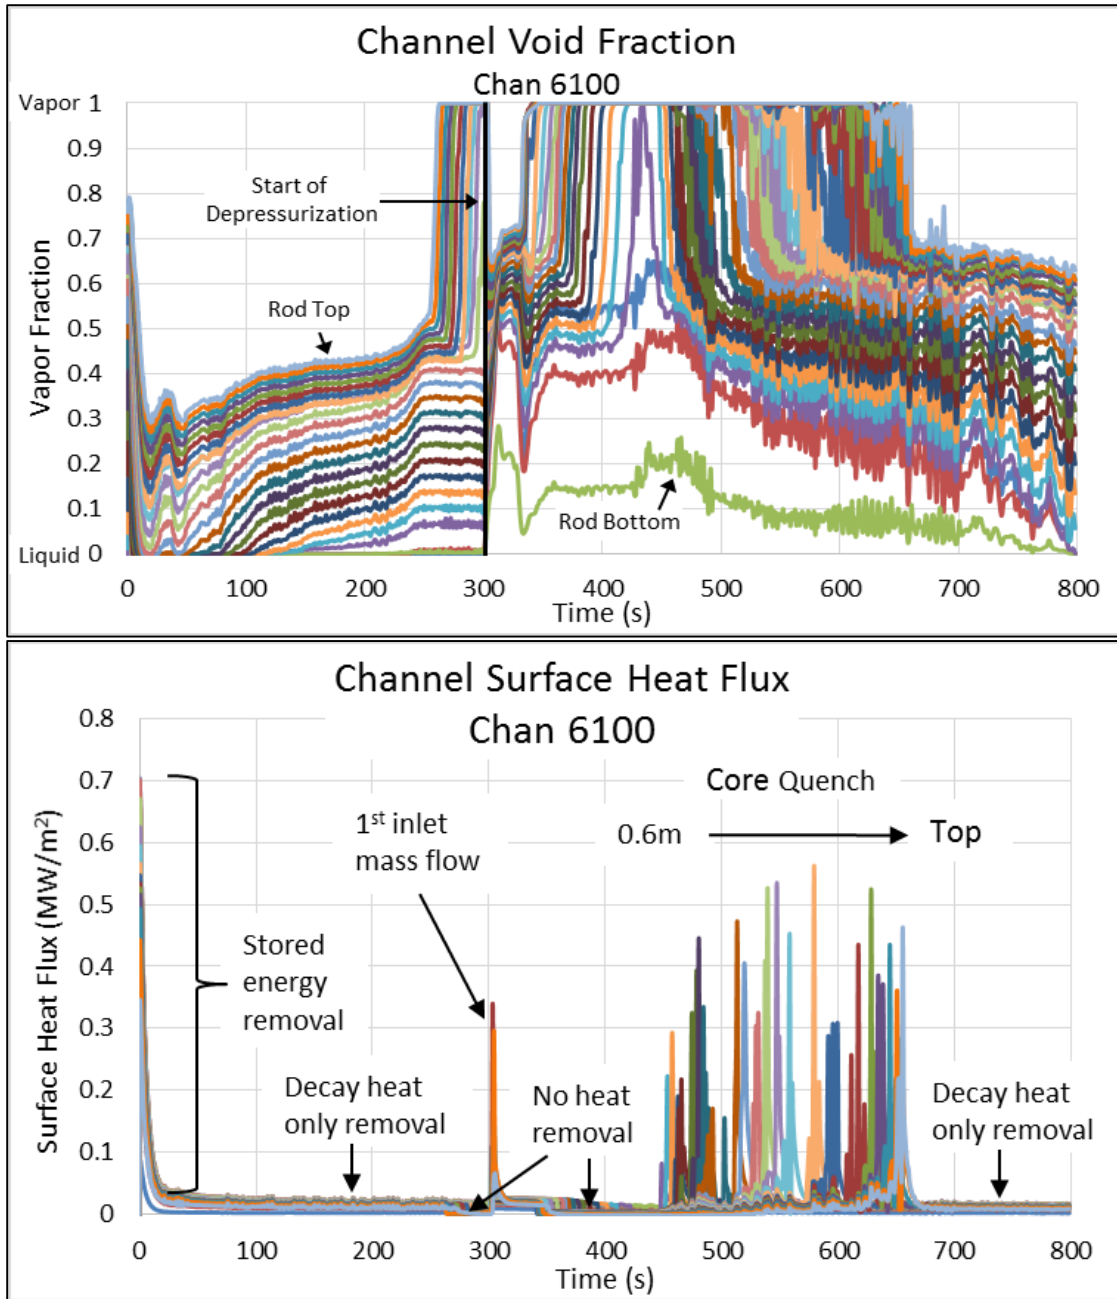 Channel Void Fraction
Chan 6100
Vapor 1
0.9
0.8
0.7
0.6
0.5
0.4
0.3
0.2
0.1
Liquid 0
Vapor Fraction
Start of
Depressurization
Rod Top
Rod Bottom
0 100 200 300 400 500 600 700 800
Time (s)
Channel Surface Heat Flux
Chan 6100
0.8
0.7
0.6
0.5
0.4
0.3
0.2
0.1
0
Surface Heat Flux (MW/m²)
Stored
energy
removal
1st inlet
mass flow
Core Quench
0.6m
Top
Decay heat
only removal
No heat
removal
Decay heat
only removal
0 100 200 300 400 500 600 700 800
Time (s)